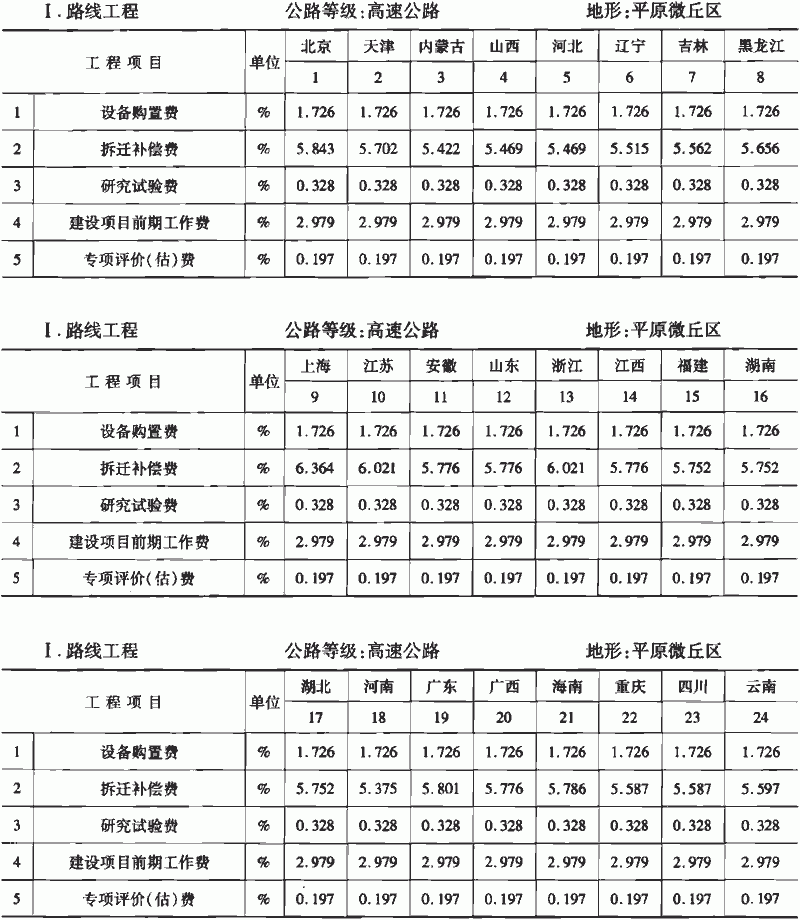 Ⅰ.路线工程 公路等级:高速公路 地形:平原微丘区
工程项目 单位 北京 天津 内蒙古 山西 河北 辽宁 吉林 黑龙江
1 2 3 4 5 6 7 8
1 设备购置费 % 1.726 1.726 1.726 1.726 1.726 1.726 1.726 1.726
2 拆迁补偿费 % 5.843 5.702 5.422 5.469 5.469 5.515 5.562 5.656
3 研究试验费 % 0.328 0.328 0.328 0.328 0.328 0.328 0.328 0.328
4 建设项目前期工作费 % 2.979 2.979 2.979 2.979 2.979 2.979 2.979 2.979
5 专项评价(估)费 % 0.197 0.197 0.197 0.197 0.197 0.197 0.197 0.197
Ⅰ.路线工程 公路等级:高速公路 地形:平原微丘区
工程项目 单位 上海 江苏 安徽 山东 浙江 江西 福建 湖南
9 10 11 12 13 14 15 16
1 设备购置费 % 1.726 1.726 1.726 1.726 1.726 1.726 1.726 1.726
2 拆迁补偿费 % 6.364 6.021 5.776 5.776 6.021 5.776 5.752 5.752
3 研究试验费 % 0.328 0.328 0.328 0.328 0.328 0.328 0.328 0.328
4 建设项目前期工作费 % 2.979 2.979 2.979 2.979 2.979 2.979 2.979 2.979
5 专项评价(估)费 % 0.197 0.197 0.197 0.197 0.197 0.197 0.197 0.197
Ⅰ.路线工程 公路等级:高速公路 地形:平原微丘区
工程项目 单位 湖北 河南 广东 广西 海南 重庆 四川 云南
17 18 19 20 21 22 23 24
1 设备购置费 % 1.726 1.726 1.726 1.726 1.726 1.726 1.726 1.726
2 拆迁补偿费 % 5.752 5.375 5.801 5.776 5.786 5.587 5.587 5.597
3 研究试验费 % 0.328 0.328 0.328 0.328 0.328 0.328 0.328 0.328
4 建设项目前期工作费 % 2.979 2.979 2.979 2.979 2.979 2.979 2.979 2.979
5 专项评价(估)费 % 0.197 0.197 0.197 0.197 0.197 0.197 0.197 0.197